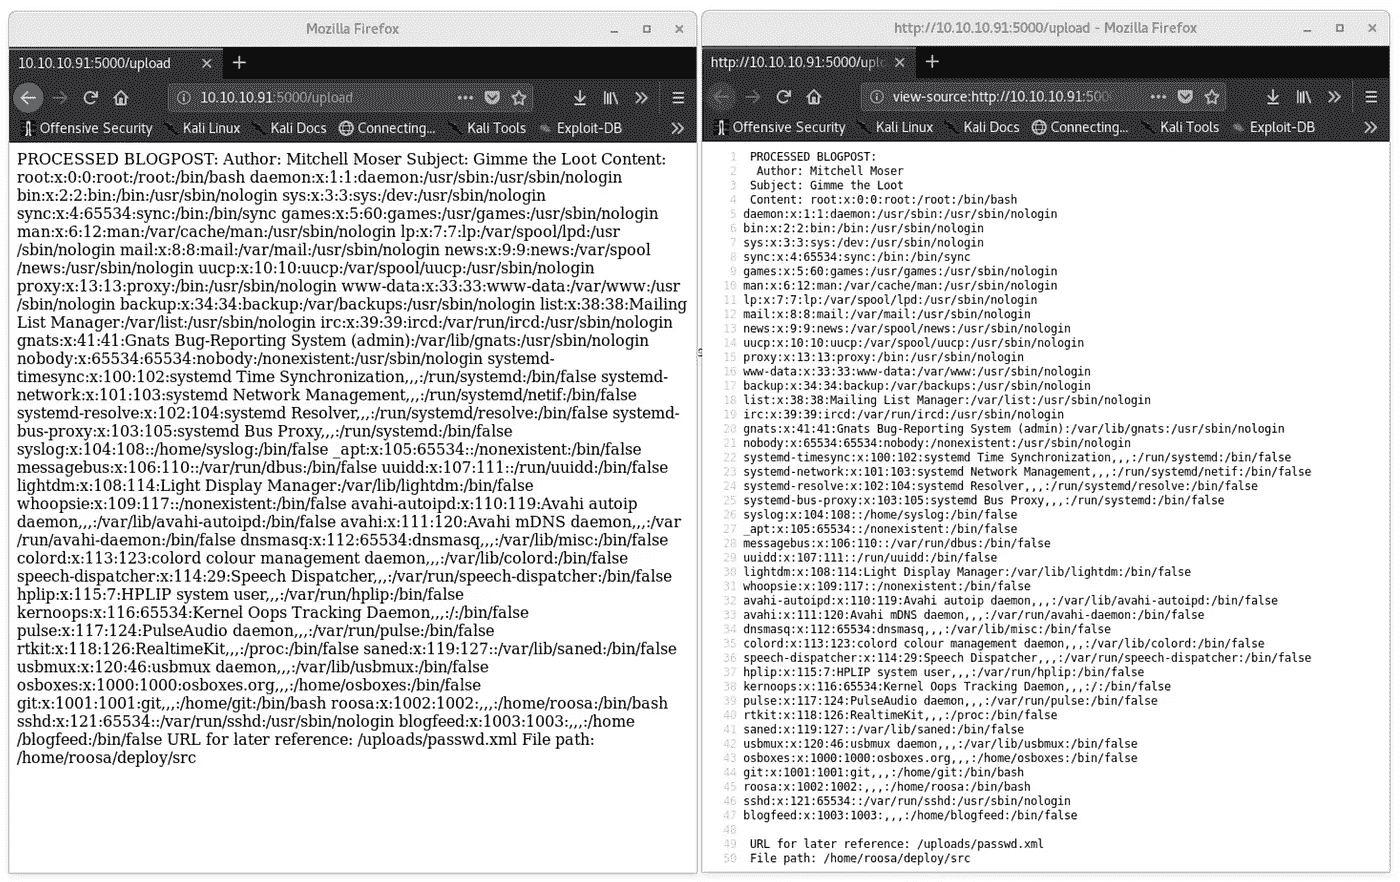 Mozilla Firefox
10.10.10.91:5000/upload
10.10.10.91:5000/upload
Offensive Security Kali Linux Kali Docs Connecting... Kali Tools Exploit-DB
PROCESSED BLOGPOST: Author: Mitchell Moser Subject: Gimme the Loot Content:
root:x:0:0:root:/root:/bin/bash daemon:x:1:1:daemon:/usr/sbin:/usr/sbin/nologin
bin:x:2:2:bin:/bin:/usr/sbin/nologin sys:x:3:3:sys:/dev:/usr/sbin/nologin
sync:x:4:65534:sync:/bin:/bin/sync games:x:5:60:games:/usr/games:/usr/sbin/nologin
man:x:6:12:man:/var/cache/man:/usr/sbin/nologin lp:x:7:7:lp:/var/spool/lpd:/usr
/sbin/nologin mail:x:8:8:mail:/var/mail:/usr/sbin/nologin news:x:9:9:news:/var/spool
/news:/usr/sbin/nologin uucp:x:10:10:uucp:/var/spool/uucp:/usr/sbin/nologin
proxy:x:13:13:proxy:/bin:/usr/sbin/nologin www-data:x:33:33:www-data:/var/www:/usr
/sbin/nologin backup:x:34:34:backup:/var/backups:/usr/sbin/nologin list:x:38:38:Mailing
List Manager:/var/list:/usr/sbin/nologin irc:x:39:39:ircd:/var/run/ircd:/usr/sbin/nologin
gnats:x:41:41:Gnats Bug-Reporting System (admin):/var/lib/gnats:/usr/sbin/nologin
nobody:x:65534:65534:nobody:/nonexistent:/usr/sbin/nologin systemd-
timesync:x:100:102:systemd Time Synchronization,,,:/run/systemd:/bin/false systemd-
network:x:101:103:systemd Network Management,,,:/run/systemd/netif:/bin/false
systemd-resolve:x:102:104:systemd Resolver,,,:/run/systemd/resolve:/bin/false systemd-
bus-proxy:x:103:105:systemd Bus Proxy,,,:/run/systemd:/bin/false
syslog:x:104:108::/home/syslog:/bin/false _apt:x:105:65534::/nonexistent:/bin/false
messagebus:x:106:110::/var/run/dbus:/bin/false uuidd:x:107:111::/run/uuidd:/bin/false
lightdm:x:108:114:Light Display Manager:/var/lib/lightdm:/bin/false
whoopsie:x:109:117::/nonexistent:/bin/false avahi-autoipd:x:110:119:Avahi autoip
daemon,,,:/var/lib/avahi-autoipd:/bin/false avahi:x:111:120:Avahi mDNS daemon,,,:/var
/run/avahi-daemon:/bin/false dnsmasq:x:112:65534:dnsmasq,,,:/var/lib/misc:/bin/false
colord:x:113:123:colord colour management daemon,,,:/var/lib/colord:/bin/false
speech-dispatcher:x:114:29:Speech Dispatcher,,,:/var/run/speech-dispatcher:/bin/false
hplip:x:115:7:HPLIP system user,,,:/var/run/hplip:/bin/false
kernoops:x:116:65534:Kernel Oops Tracking Daemon,,,:/:/bin/false
pulse:x:117:124:PulseAudio daemon,,,:/var/run/pulse:/bin/false
rtkit:x:118:126:RealtimeKit,,,:/proc:/bin/false saned:x:119:127::/var/lib/saned:/bin/false
usbmux:x:120:46:usbmux daemon,,,:/var/lib/usbmux:/bin/false
osboxes:x:1000:1000:osboxes.org,,,:/home/osboxes:/bin/false
git:x:1001:1001:git,,,:/home/git:/bin/bash roosa:x:1002:1002:,,,:/home/roosa:/bin/bash
sshd:x:121:65534::/var/run/sshd:/usr/sbin/nologin blogfeed:x:1003:1003:,,,:/home
/blogfeed:/bin/false URL for later reference: /uploads/passwd.xml File path:
/home/roosa/deploy/src
http://10.10.10.91:5000/upload - Mozilla Firefox
http://10.10.10.91:5000/uplo
view-source:http://10.10.10.91:500
Offensive Security Kali Linux Kali Docs Connecting... Kali Tools Exploit-DB
1 PROCESSED BLOGPOST:
2 Author: Mitchell Moser
3 Subject: Gimme the Loot
4 Content: root:x:0:0:root:/root:/bin/bash
5 daemon:x:1:1:daemon:/usr/sbin:/usr/sbin/nologin
6 bin:x:2:2:bin:/bin:/usr/sbin/nologin
7 sys:x:3:3:sys:/dev:/usr/sbin/nologin
8 sync:x:4:65534:sync:/bin:/bin/sync
9 games:x:5:60:games:/usr/games:/usr/sbin/nologin
10 man:x:6:12:man:/var/cache/man:/usr/sbin/nologin
11 lp:x:7:7:lp:/var/spool/lpd:/usr/sbin/nologin
12 mail:x:8:8:mail:/var/mail:/usr/sbin/nologin
13 news:x:9:9:news:/var/spool/news:/usr/sbin/nologin
14 uucp:x:10:10:uucp:/var/spool/uucp:/usr/sbin/nologin
15 proxy:x:13:13:proxy:/bin:/usr/sbin/nologin
16 www-data:x:33:33:www-data:/var/www:/usr/sbin/nologin
17 backup:x:34:34:backup:/var/backups:/usr/sbin/nologin
18 list:x:38:38:Mailing List Manager:/var/list:/usr/sbin/nologin
19 irc:x:39:39:ircd:/var/run/ircd:/usr/sbin/nologin
20 gnats:x:41:41:Gnats Bug-Reporting System (admin):/var/lib/gnats:/usr/sbin/nologin
21 nobody:x:65534:65534:nobody:/nonexistent:/usr/sbin/nologin
22 systemd-timesync:x:100:102:systemd Time Synchronization,,,:/run/systemd:/bin/false
23 systemd-network:x:101:103:systemd Network Management,,,:/run/systemd/netif:/bin/false
24 systemd-resolve:x:102:104:systemd Resolver,,,:/run/systemd/resolve:/bin/false
25 systemd-bus-proxy:x:103:105:systemd Bus Proxy,,,:/run/systemd:/bin/false
26 syslog:x:104:108::/home/syslog:/bin/false
27 _apt:x:105:65534::/nonexistent:/bin/false
28 messagebus:x:106:110::/var/run/dbus:/bin/false
29 uuidd:x:107:111::/run/uuidd:/bin/false
30 lightdm:x:108:114:Light Display Manager:/var/lib/lightdm:/bin/false
31 whoopsie:x:109:117::/nonexistent:/bin/false
32 avahi-autoipd:x:110:119:Avahi autoip daemon,,,:/var/lib/avahi-autoipd:/bin/false
33 avahi:x:111:120:Avahi mDNS daemon,,,:/var/run/avahi-daemon:/bin/false
34 dnsmasq:x:112:65534:dnsmasq,,,:/var/lib/misc:/bin/false
35 colord:x:113:123:colord colour management daemon,,,:/var/lib/colord:/bin/false
36 speech-dispatcher:x:114:29:Speech Dispatcher,,,:/var/run/speech-dispatcher:/bin/false
37 hplip:x:115:7:HPLIP system user,,,:/var/run/hplip:/bin/false
38 kernoops:x:116:65534:Kernel Oops Tracking Daemon,,,:/:/bin/false
39 pulse:x:117:124:PulseAudio daemon,,,:/var/run/pulse:/bin/false
40 rtkit:x:118:126:RealtimeKit,,,:/proc:/bin/false
41 saned:x:119:127::/var/lib/saned:/bin/false
42 usbmux:x:120:46:usbmux daemon,,,:/var/lib/usbmux:/bin/false
43 osboxes:x:1000:1000:osboxes.org,,,:/home/osboxes:/bin/false
44 git:x:1001:1001:git,,,:/home/git:/bin/bash
45 roosa:x:1002:1002:,,,:/home/roosa:/bin/bash
46 sshd:x:121:65534::/var/run/sshd:/usr/sbin/nologin
47 blogfeed:x:1003:1003:,,,:/home/blogfeed:/bin/false
48
49 URL for later reference: /uploads/passwd.xml
50 File path: /home/roosa/deploy/src